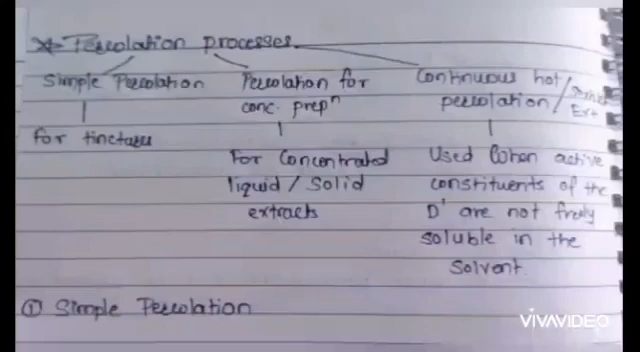 Percolation processes.
Simple Percolation
For tinctures
Percolation for
conc. prepⁿ
For Concentrated
liquid / Solid
extracts
Continuous hot
percolation /
Ext
Used When active
constituents of the
D' are not freely
soluble in the
Solvent
① Simple Percolation
VIVAVIDEO